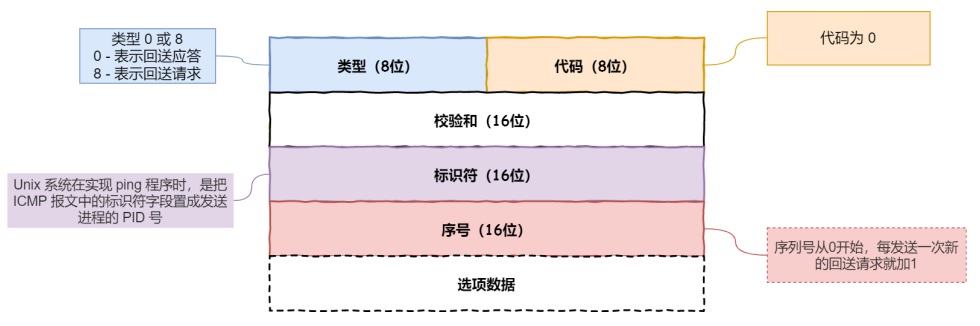 类型 0 或 8
0 - 表示回送应答
8 - 表示回送请求
类型（8位）
代码（8位）
代码为 0
校验和（16位）
Unix 系统在实现 ping 程序时，是把
ICMP 报文中的标识符字段置成发送
进程的 PID 号
标识符（16位）
序号（16位）
序列号从0开始，每发送一次新
的回送请求就加1
选项数据